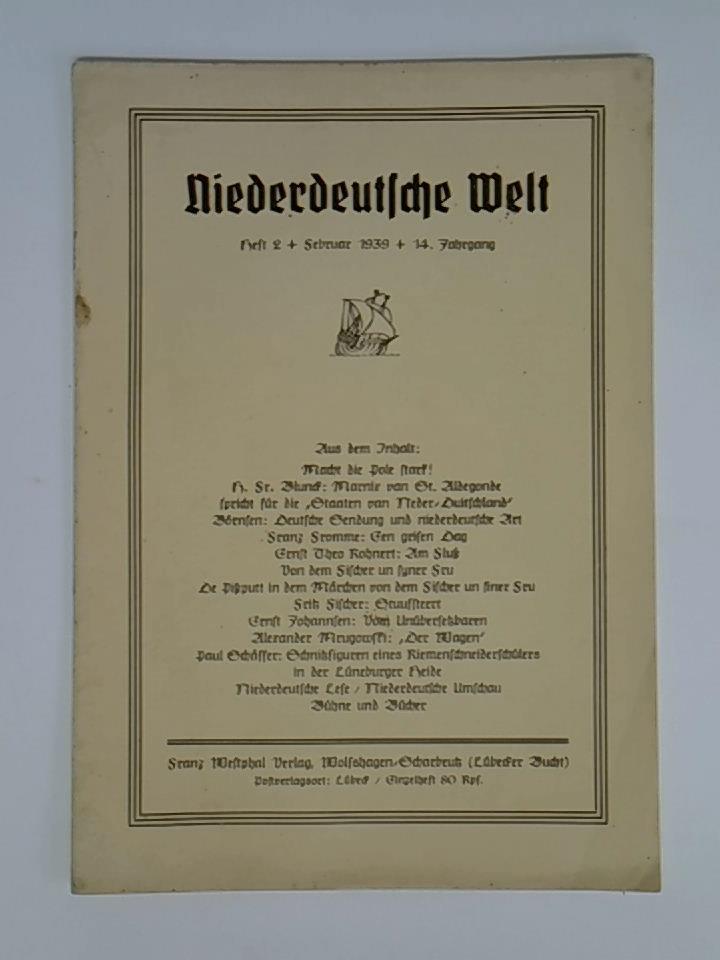 Niederdeutsche Welt
Heft 2 + Februar 1939 + 14. Jahrgang
Aus dem Inhalt:
Macht die Pole stark!
H. Fr. Blunck: Marnix van St. Aldegonde
spricht für die „Staaten van Neder-Duitschland“
Börnsen: Deutsche Sendung und niederdeutsche Art
Franz Fromme: Een grisen Dag
Ernst Theo Rohnert: Am Fluß
Von dem Fischer un syner Fru
De Pißputt in dem Märchen von dem Fischer un siner Fru
Fritz Fischer:
Ernst Johannsen: Vom Unübersetzbaren
Alexander Mrugowski: „Der Wagen“
Paul Schäffer: Schnitzfiguren eines Riemenschneiderschülers
in der Lüneburger Heide
Niederdeutsche Lese / Niederdeutsche Umschau
Bühne und Bücher
Franz Westphal Verlag, Wolfshagen-Scharbeutz (Lübecker Bucht)
Postverlagsort: Lübeck / Einzelheft 80 Rpf.